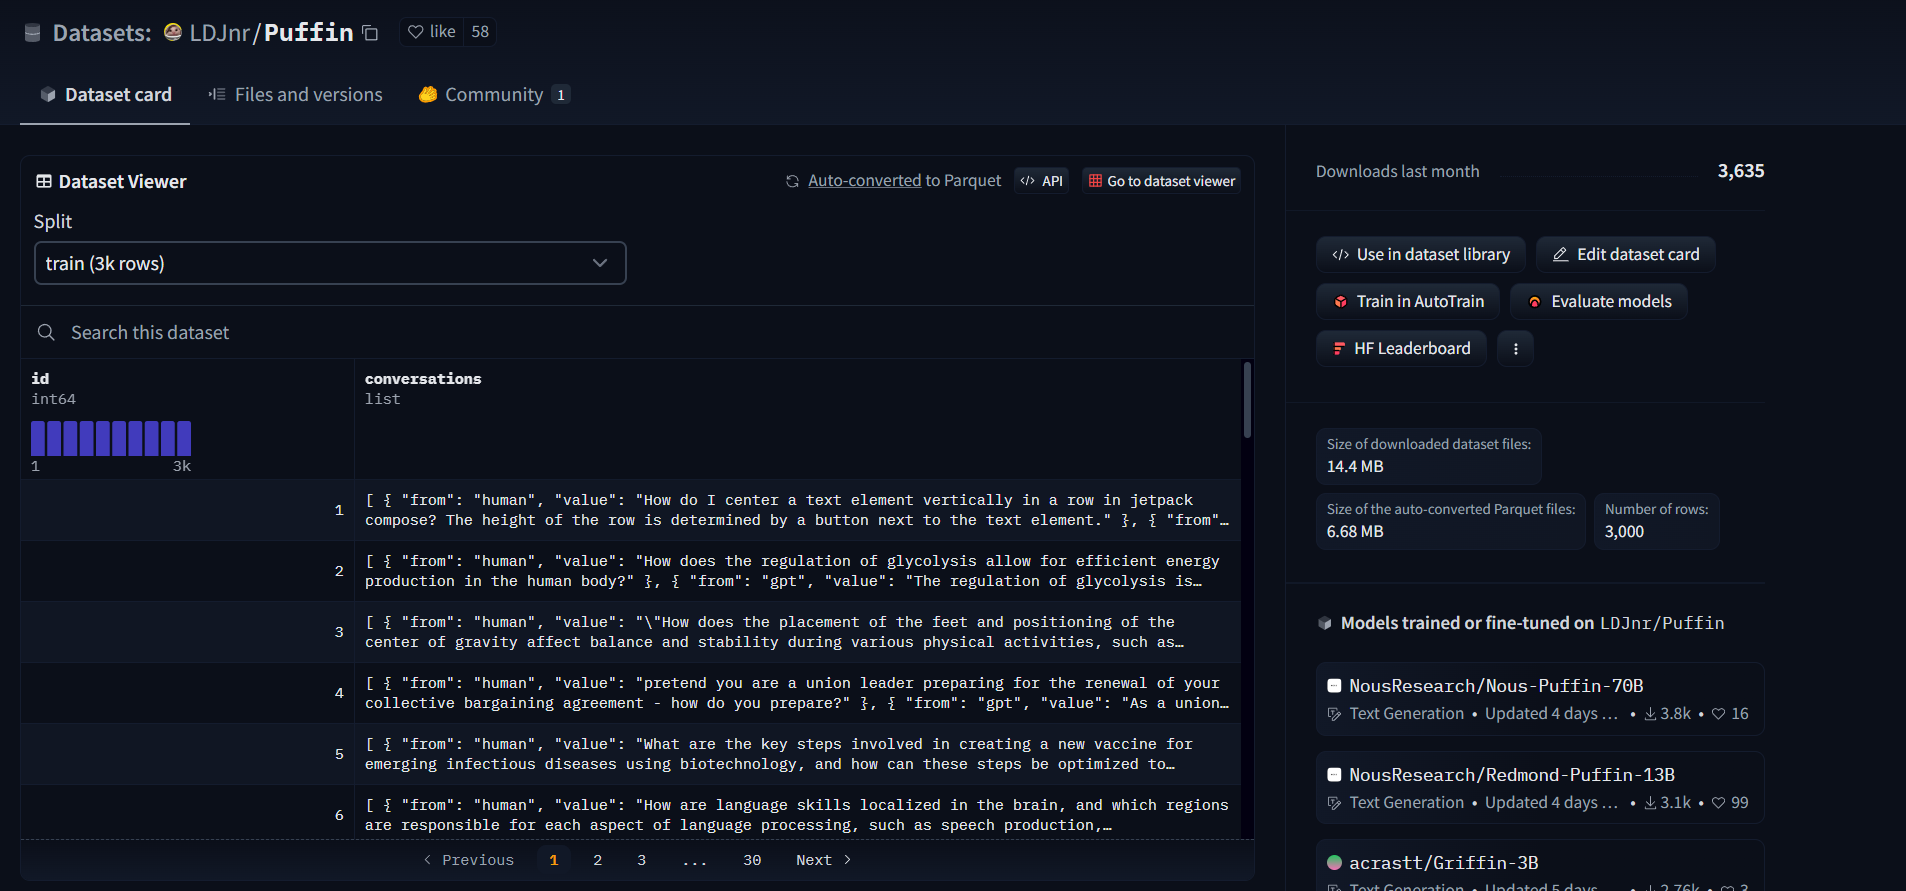 Datasets: LDJnr/Puffin like 58
Dataset card Files and versions Community 1
Dataset Viewer Auto-converted to Parquet API Go to dataset viewer
Split
train (3k rows)
Search this dataset
id conversations
int64 list
1 3k
1 [ { "from": "human", "value": "How do I center a text element vertically in a row in jetpack
compose? The height of the row is determined by a button next to the text element." }, { "from"…
2 [ { "from": "human", "value": "How does the regulation of glycolysis allow for efficient energy
production in the human body?" }, { "from": "gpt", "value": "The regulation of glycolysis is…
3 [ { "from": "human", "value": "\"How does the placement of the feet and positioning of the
center of gravity affect balance and stability during various physical activities, such as…
4 [ { "from": "human", "value": "pretend you are a union leader preparing for the renewal of your
collective bargaining agreement - how do you prepare?" }, { "from": "gpt", "value": "As a union…
5 [ { "from": "human", "value": "What are the key steps involved in creating a new vaccine for
emerging infectious diseases using biotechnology, and how can these steps be optimized to…
6 [ { "from": "human", "value": "How are language skills localized in the brain, and which regions
are responsible for each aspect of language processing, such as speech production,…
< Previous 1 2 3 ... 30 Next >
Downloads last month 3,635
</> Use in dataset library Edit dataset card
Train in AutoTrain Evaluate models
HF Leaderboard
Size of downloaded dataset files:
14.4 MB
Size of the auto-converted Parquet files:
6.68 MB
Number of rows:
3,000
Models trained or fine-tuned on LDJnr/Puffin
NousResearch/Nous-Puffin-70B
Text Generation • Updated 4 days … • 3.8k • 16
NousResearch/Redmond-Puffin-13B
Text Generation • Updated 4 days … • 3.1k • 99
acrastt/Griffin-3B
Text Generation • Updated 5 days … • 2.76k • 3